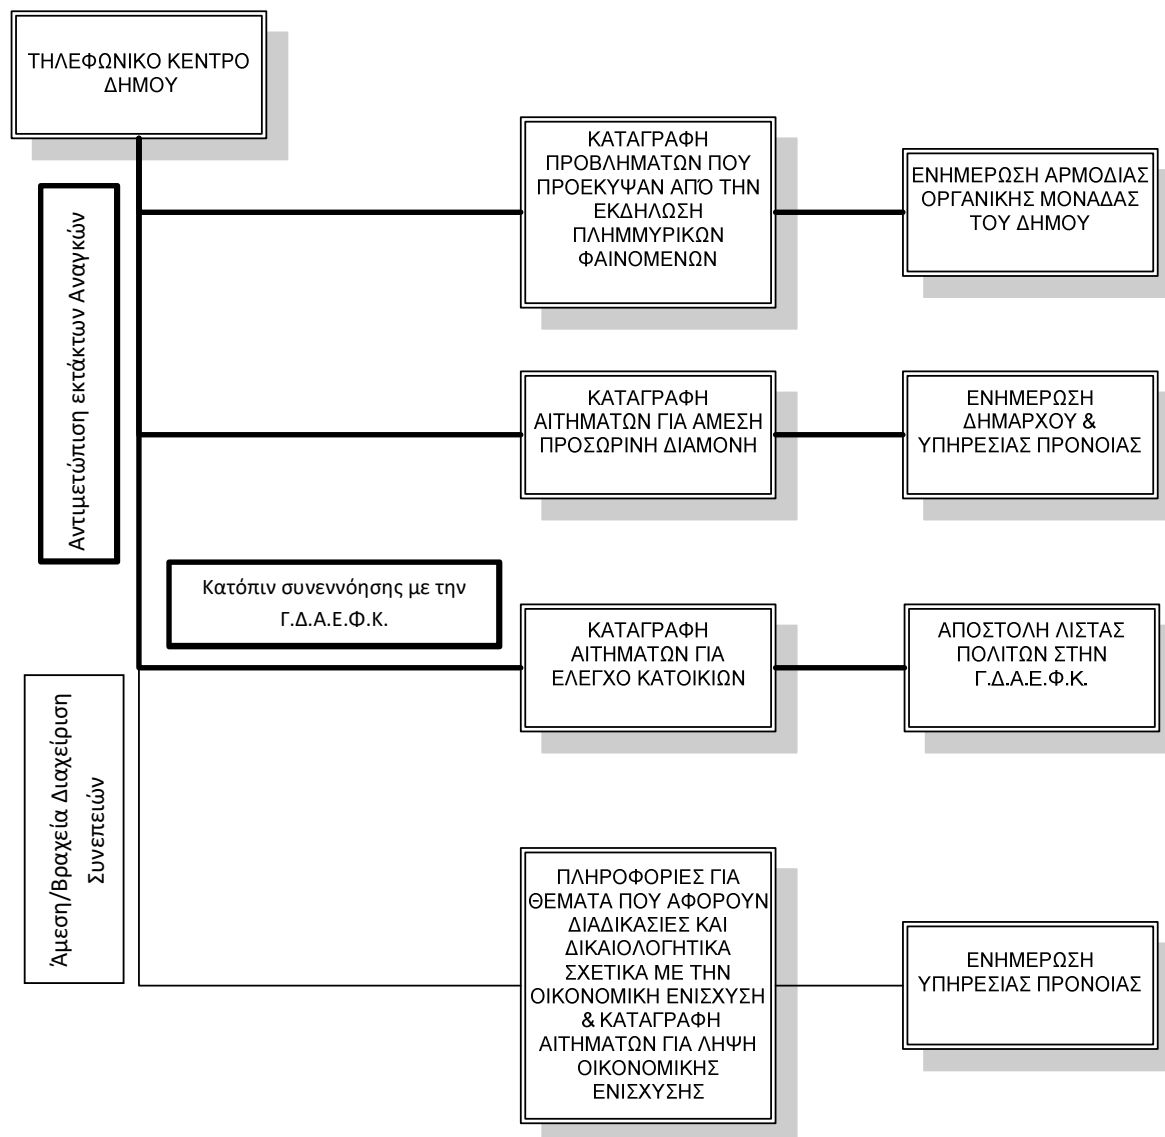 ΤΗΛΕΦΩΝΙΚΟ ΚΕΝΤΡΟ
ΔΗΜΟΥ
Αντιμετώπιση εκτάκτων Αναγκών
ΚΑΤΑΓΡΑΦΗ
ΠΡΟΒΛΗΜΑΤΩΝ ΠΟΥ
ΠΡΟΕΚΥΨΑΝ ΑΠΌ ΤΗΝ
ΕΚΔΗΛΩΣΗ
ΠΛΗΜΜΥΡΙΚΩΝ
ΦΑΙΝΟΜΕΝΩΝ
ΕΝΗΜΕΡΩΣΗ ΑΡΜΟΔΙΑΣ
ΟΡΓΑΝΙΚΗΣ ΜΟΝΑΔΑΣ
ΤΟΥ ΔΗΜΟΥ
ΚΑΤΑΓΡΑΦΗ
ΑΙΤΗΜΑΤΩΝ ΓΙΑ ΑΜΕΣΗ
ΠΡΟΣΩΡΙΝΗ ΔΙΑΜΟΝΗ
ΕΝΗΜΕΡΩΣΗ
ΔΗΜΑΡΧΟΥ &
ΥΠΗΡΕΣΙΑΣ ΠΡΟΝΟΙΑΣ
Κατόπιν συνεννόησης με την
Γ.Δ.Α.Ε.Φ.Κ.
ΚΑΤΑΓΡΑΦΗ
ΑΙΤΗΜΑΤΩΝ ΓΙΑ
ΕΛΕΓΧΟ ΚΑΤΟΙΚΙΩΝ
ΑΠΟΣΤΟΛΗ ΛΙΣΤΑΣ
ΠΟΛΙΤΩΝ ΣΤΗΝ
Γ.Δ.Α.Ε.Φ.Κ.
Άμεση/Βραχεία Διαχείριση
Συνεπειών
ΠΛΗΡΟΦΟΡΙΕΣ ΓΙΑ
ΘΕΜΑΤΑ ΠΟΥ ΑΦΟΡΟΥΝ
ΔΙΑΔΙΚΑΣΙΕΣ ΚΑΙ
ΔΙΚΑΙΟΛΟΓΗΤΙΚΑ
ΣΧΕΤΙΚΑ ΜΕ ΤΗΝ
ΟΙΚΟΝΟΜΙΚΗ ΕΝΙΣΧΥΣΗ
& ΚΑΤΑΓΡΑΦΗ
ΑΙΤΗΜΑΤΩΝ ΓΙΑ ΛΗΨΗ
ΟΙΚΟΝΟΜΙΚΗΣ
ΕΝΙΣΧΥΣΗΣ
ΕΝΗΜΕΡΩΣΗ
ΥΠΗΡΕΣΙΑΣ ΠΡΟΝΟΙΑΣ